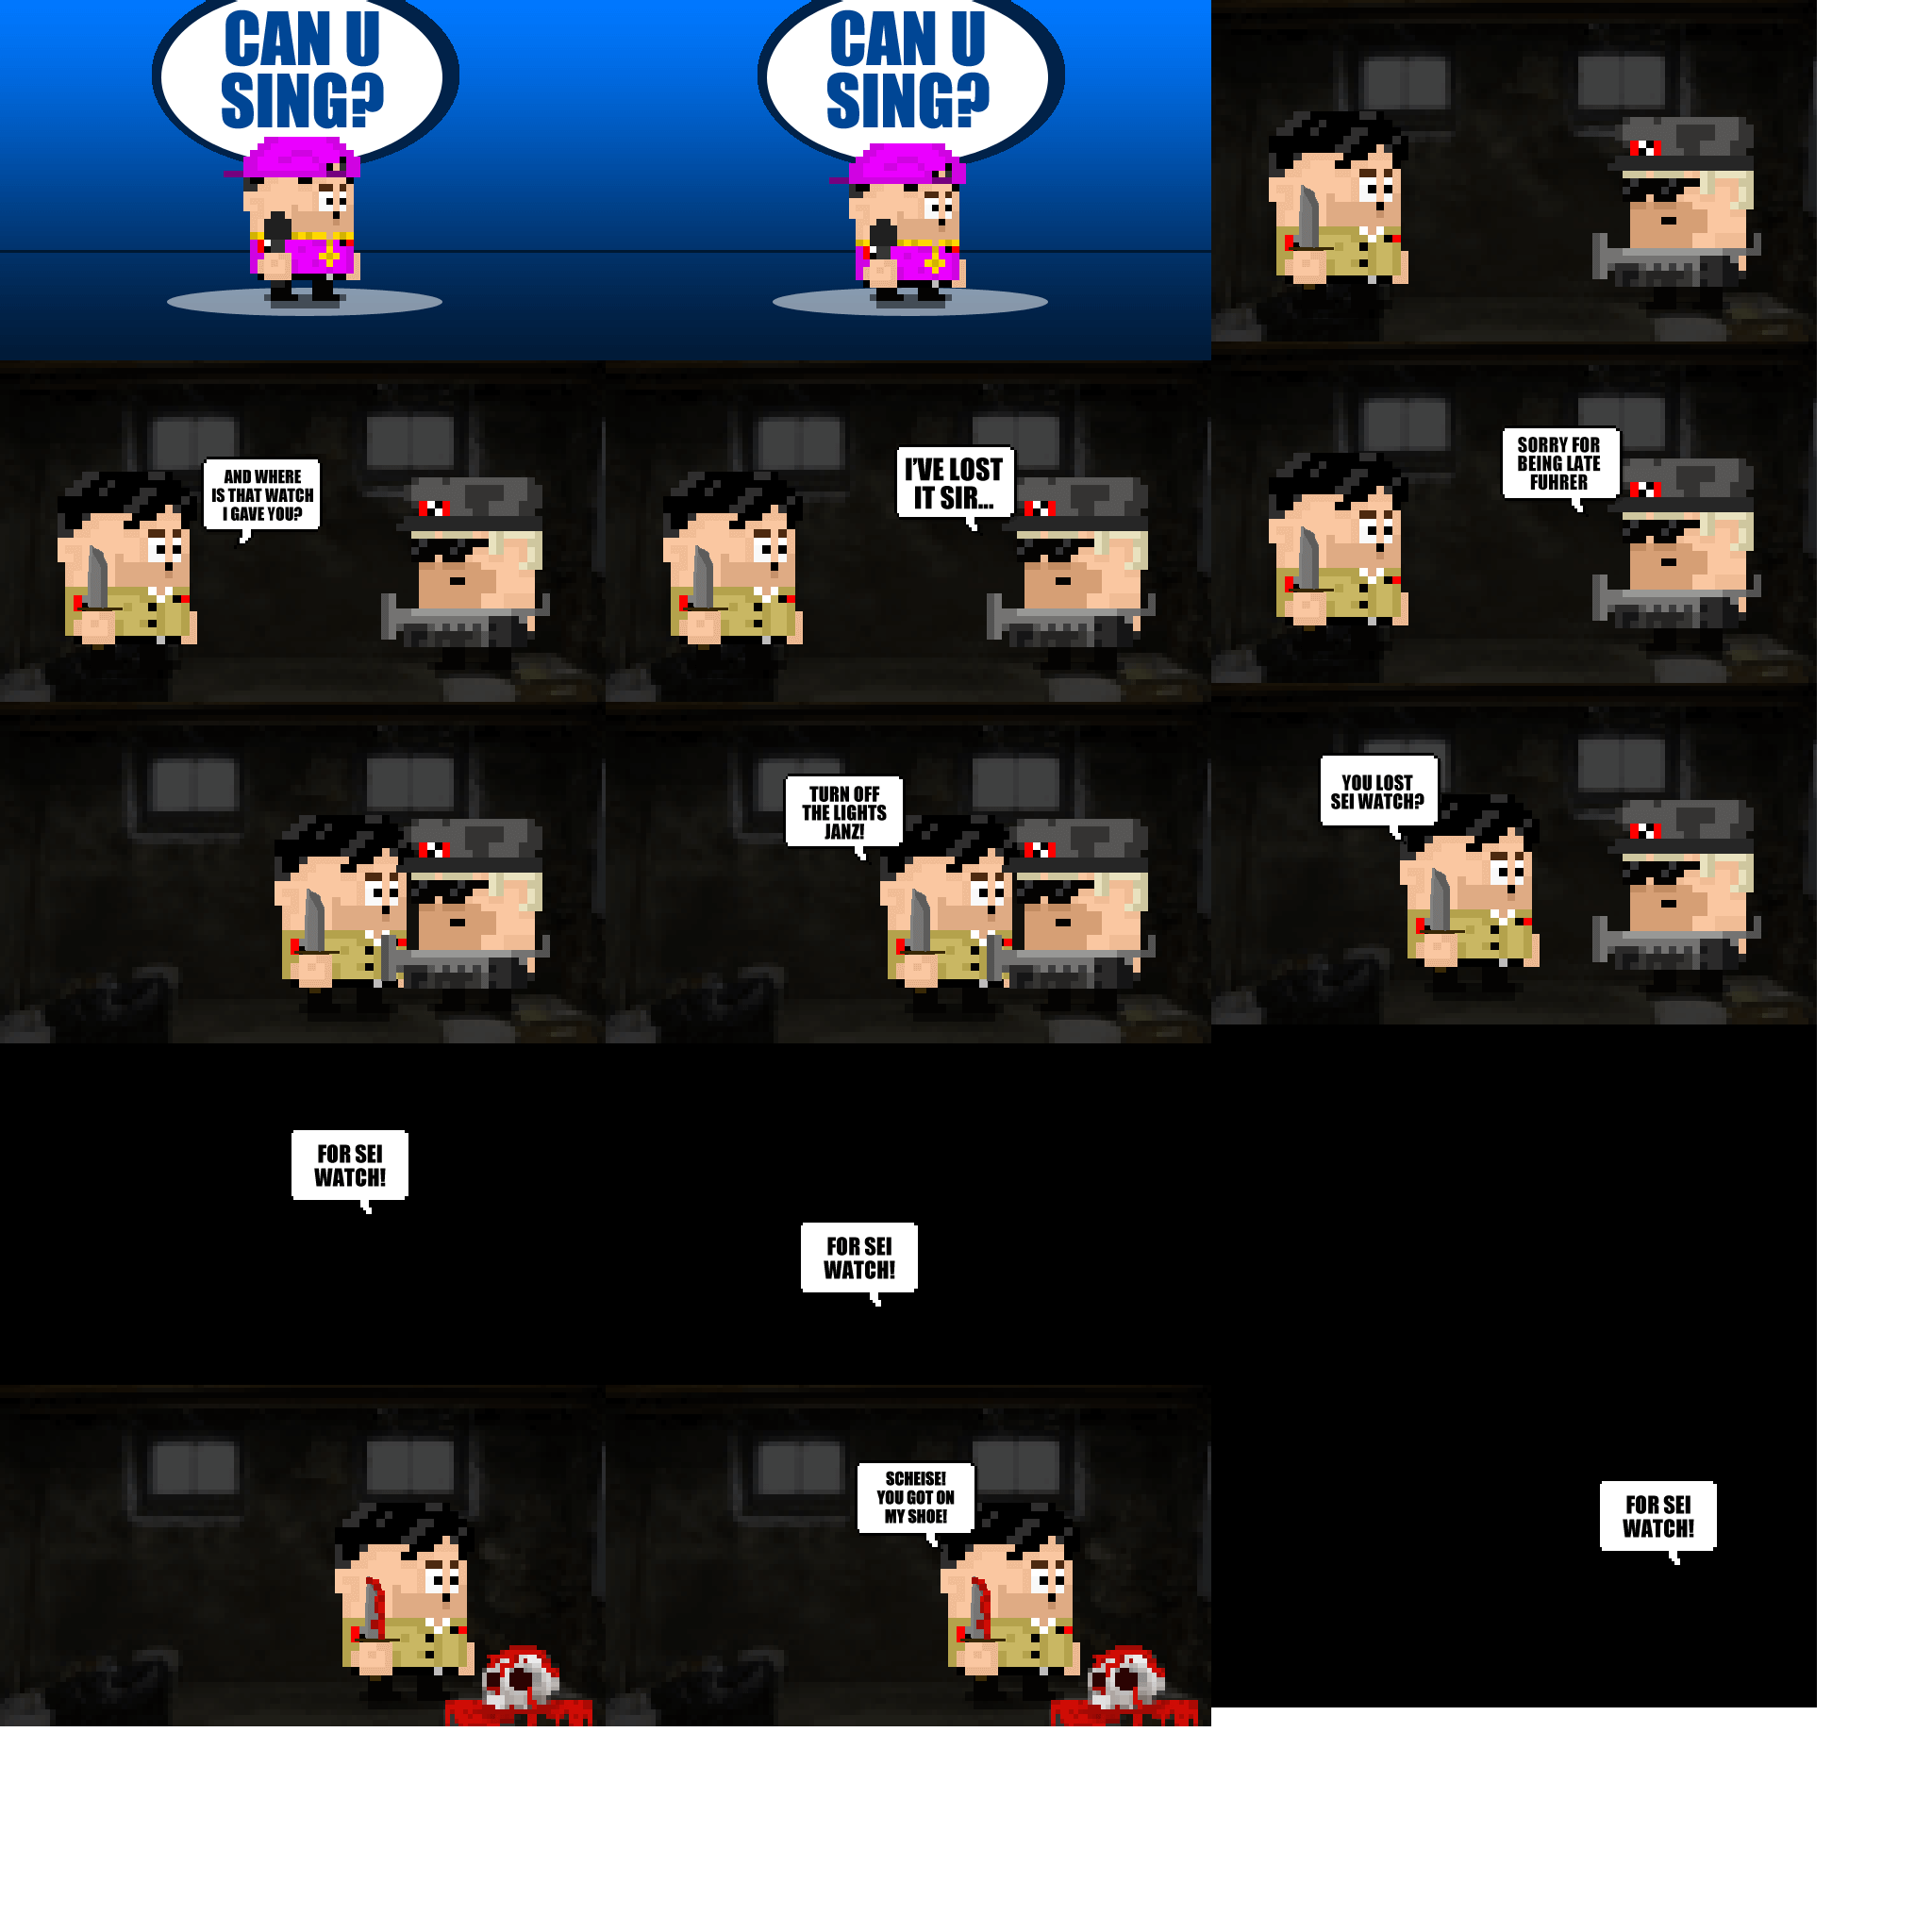 CAN U
SING?
CAN U
SING?
AND WHERE
IS THAT WATCH
I GAVE YOU?
I'VE LOST
IT SIR...
SORRY FOR
BEING LATE
FUHRER
TURN OFF
THE LIGHTS
JANZ!
YOU LOST
SEI WATCH?
FOR SEI
WATCH!
FOR SEI
WATCH!
SCHEISE!
YOU GOT ON
MY SHOE!
FOR SEI
WATCH!